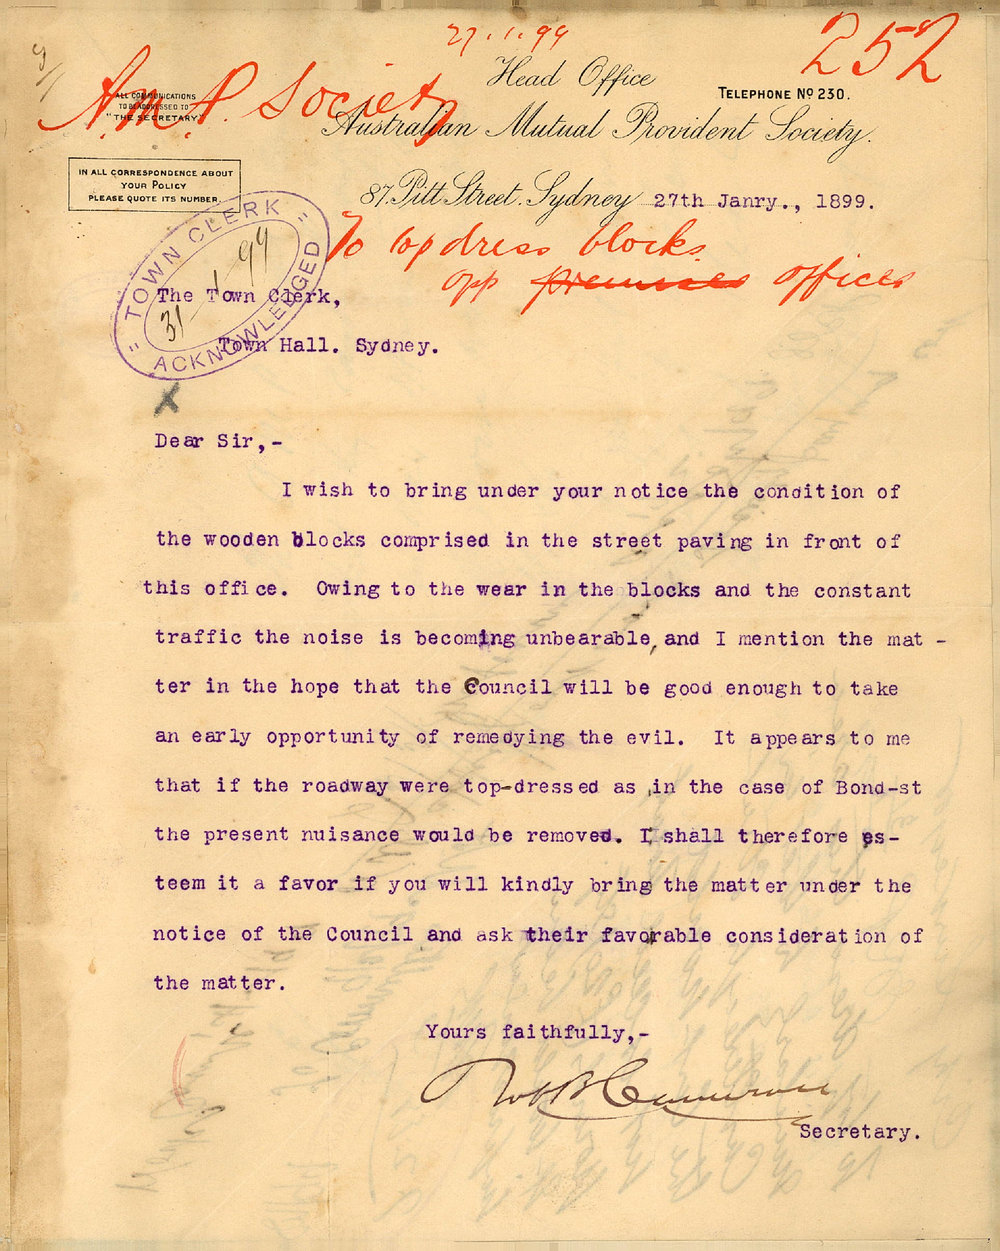 27.1.99
252
A.M.P. Society
Head Office
TELEPHONE Nº 230.
ALL COMMUNICATIONS
TO BE ADDRESSED TO
"THE SECRETARY"
Australian Mutual Provident Society.
IN ALL CORRESPONDENCE ABOUT
YOUR POLICY
PLEASE QUOTE ITS NUMBER.
87, Pitt Street, Sydney 27th Janry., 1899.
To top dress blocks
opp premises offices
"TOWN CLERK"
31 1 99
ACKNOWLEDGED
The Town Clerk,
Town Hall. Sydney.
X
Dear Sir,-
I wish to bring under your notice the condition of
the wooden blocks comprised in the street paving in front of
this office. Owing to the wear in the blocks and the constant
traffic the noise is becoming unbearable, and I mention the mat -
ter in the hope that the Council will be good enough to take
an early opportunity of remedying the evil. It appears to me
that if the roadway were top-dressed as in the case of Bond-st
the present nuisance would be removed. I shall therefore es-
teem it a favor if you will kindly bring the matter under the
notice of the Council and ask their favorable consideration of
the matter.
Yours faithfully,-
Robt B Cameron
Secretary.